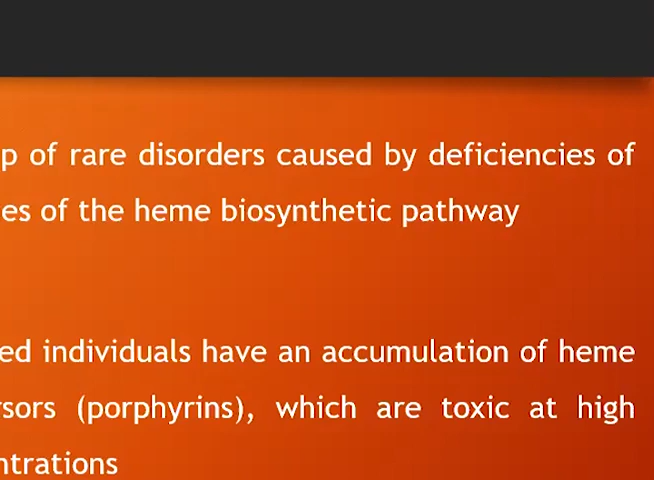 p of rare disorders caused by deficiencies of
es of the heme biosynthetic pathway
ed individuals have an accumulation of heme
rsors (porphyrins), which are toxic at high
ntrations